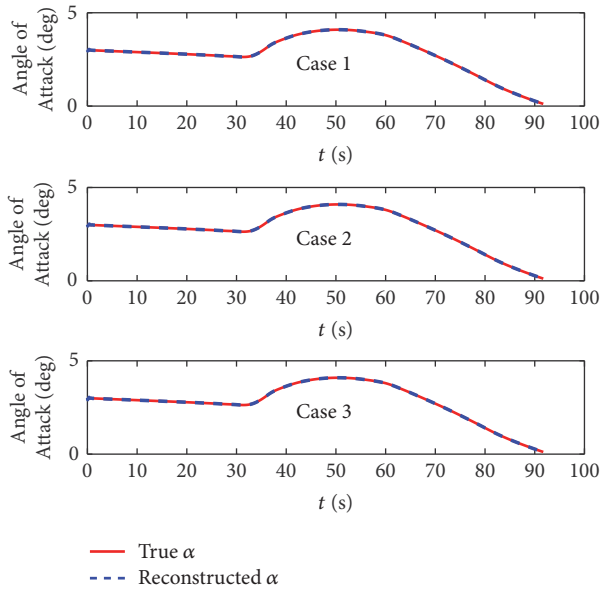 Angle of
Attack (deg)
5
0
Case 1
0 10 20 30 40 50 60 70 80 90 100
t (s)
Angle of
Attack (deg)
5
0
Case 2
0 10 20 30 40 50 60 70 80 90 100
t (s)
Angle of
Attack (deg)
5
0
Case 3
0 10 20 30 40 50 60 70 80 90 100
t (s)
True α
Reconstructed α